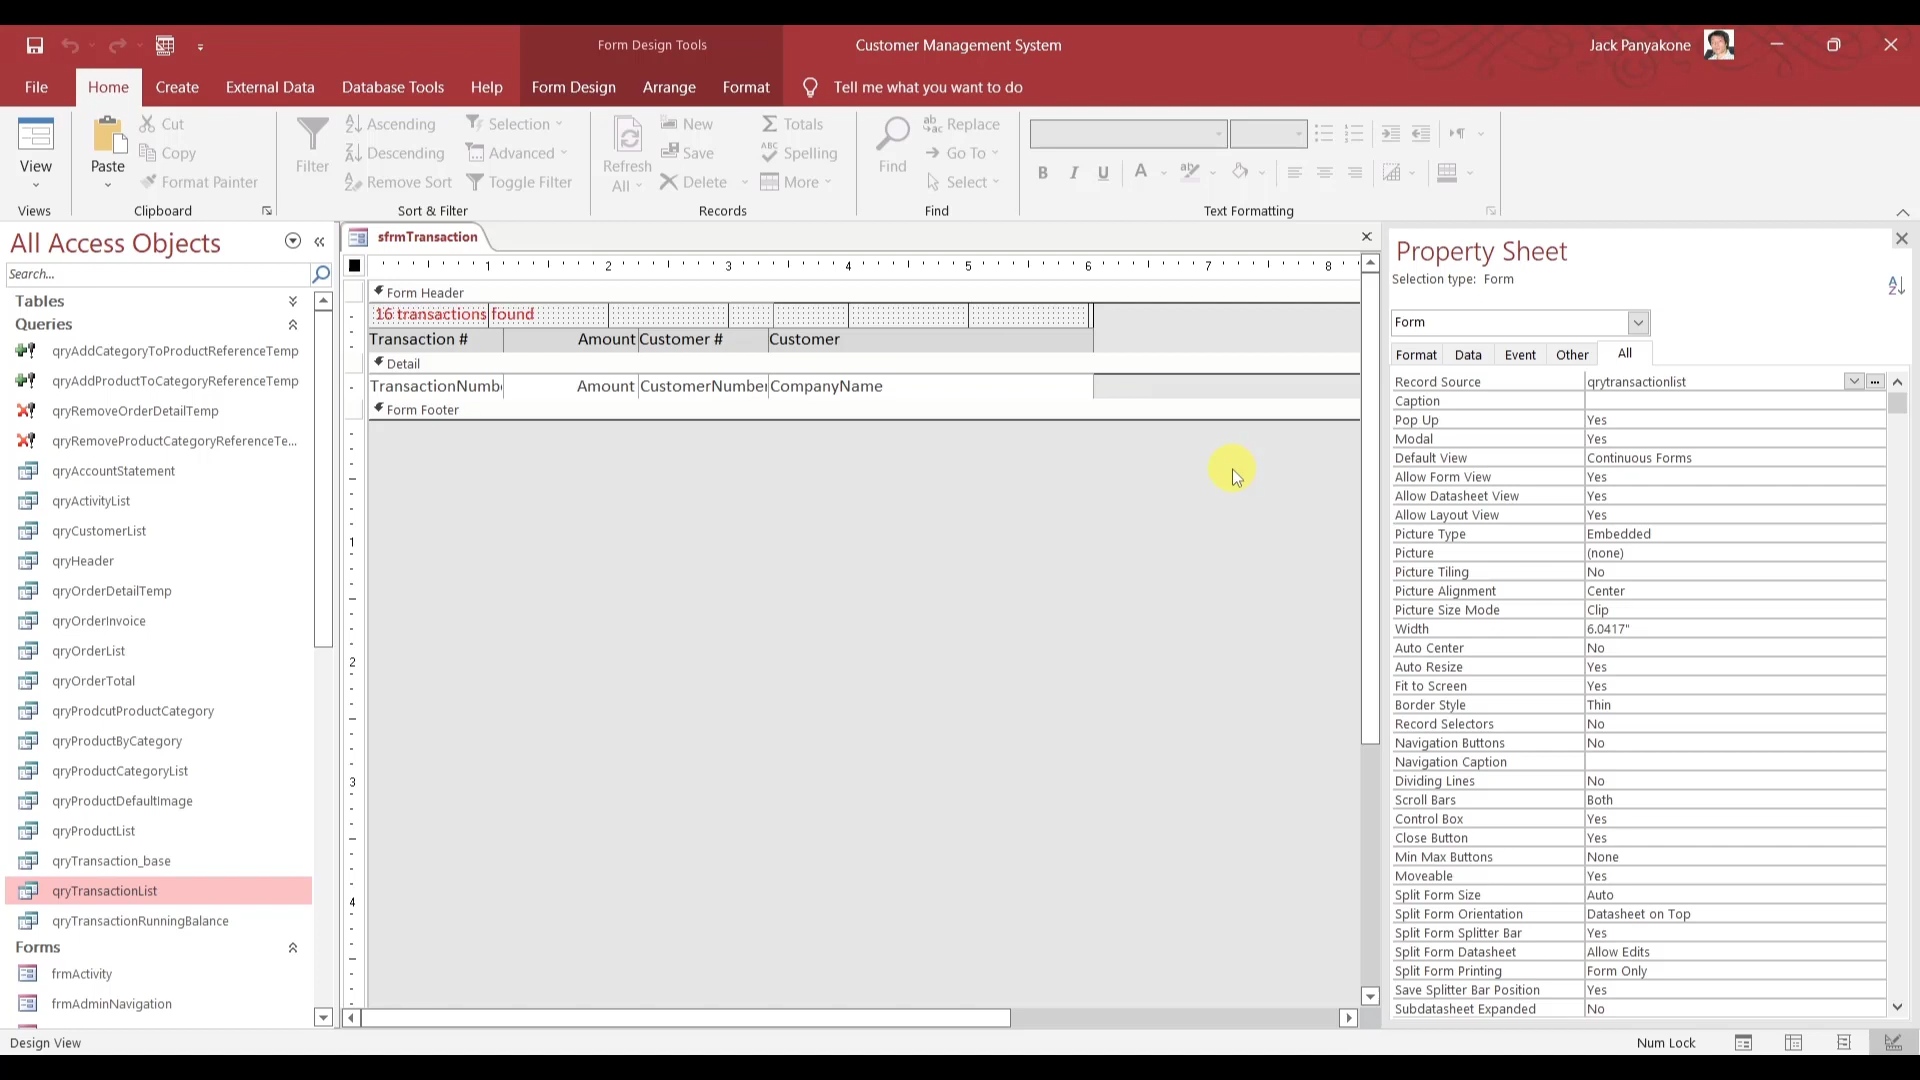 Form Design Tools
Customer Management System
Jack Panyakone
File
Home
Create
External Data
Database Tools
Help
Form Design
Arrange
Format
Tell me what you want to do
View
Views
Paste
Cut
Copy
Format Painter
Clipboard
Filter
Ascending
Descending
Remove Sort
Selection
Advanced
Toggle Filter
Sort & Filter
Refresh
All
New
Save
Delete
Totals
Spelling
More
Records
Find
Replace
Go To
Select
Find
B I U
Text Formatting
All Access Objects
Search...
Tables
Queries
qryAddCategoryToProductReferenceTemp
qryAddProductToCategoryReferenceTemp
qryRemoveOrderDetailTemp
qryRemoveProductCategoryReferenceTe...
qryAccountStatement
qryActivityList
qryCustomerList
qryHeader
qryOrderDetailTemp
qryOrderInvoice
qryOrderList
qryOrderTotal
qryProdcutProductCategory
qryProductByCategory
qryProductCategoryList
qryProductDefaultImage
qryProductList
qryTransaction_base
qryTransactionList
qryTransactionRunningBalance
Forms
frmActivity
frmAdminNavigation
sfrmTransaction
1 2 3 4 5 6 7 8
Form Header
16 transactions found
Transaction # Amount Customer # Customer
Detail
TransactionNumb Amount CustomerNumber CompanyName
Form Footer
1
2
3
4
Property Sheet
Selection type: Form
Form
Format Data Event Other All
Record Source qrytransactionlist
Caption
Pop Up Yes
Modal Yes
Default View Continuous Forms
Allow Form View Yes
Allow Datasheet View Yes
Allow Layout View Yes
Picture Type Embedded
Picture (none)
Picture Tiling No
Picture Alignment Center
Picture Size Mode Clip
Width 6.0417"
Auto Center No
Auto Resize Yes
Fit to Screen Yes
Border Style Thin
Record Selectors No
Navigation Buttons No
Navigation Caption
Dividing Lines No
Scroll Bars Both
Control Box Yes
Close Button Yes
Min Max Buttons None
Moveable Yes
Split Form Size Auto
Split Form Orientation Datasheet on Top
Split Form Splitter Bar Yes
Split Form Datasheet Allow Edits
Split Form Printing Form Only
Save Splitter Bar Position Yes
Subdatasheet Expanded No
Design View
Num Lock